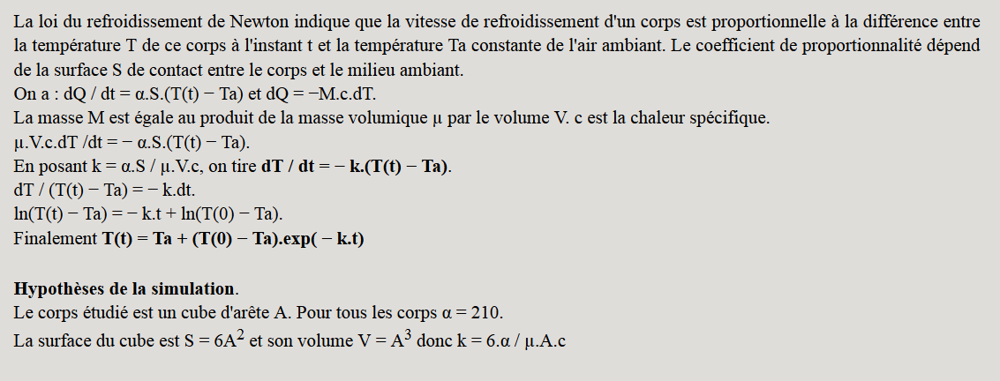 La loi du refroidissement de Newton indique que la vitesse de refroidissement d'un corps est proportionnelle à la différence entre
la température T de ce corps à l'instant t et la température Ta constante de l'air ambiant. Le coefficient de proportionnalité dépend
de la surface S de contact entre le corps et le milieu ambiant.
On a : dQ / dt = α.S.(T(t) − Ta) et dQ = −M.c.dT.
La masse M est égale au produit de la masse volumique μ par le volume V. c est la chaleur spécifique.
μ.V.c.dT /dt = − α.S.(T(t) − Ta).
En posant k = α.S / μ.V.c, on tire dT / dt = − k.(T(t) − Ta).
dT / (T(t) − Ta) = − k.dt.
ln(T(t) − Ta) = − k.t + ln(T(0) − Ta).
Finalement T(t) = Ta + (T(0) − Ta).exp( − k.t)
Hypothèses de la simulation.
Le corps étudié est un cube d'arête A. Pour tous les corps α = 210.
La surface du cube est S = 6A² et son volume V = A³ donc k = 6.α / μ.A.c